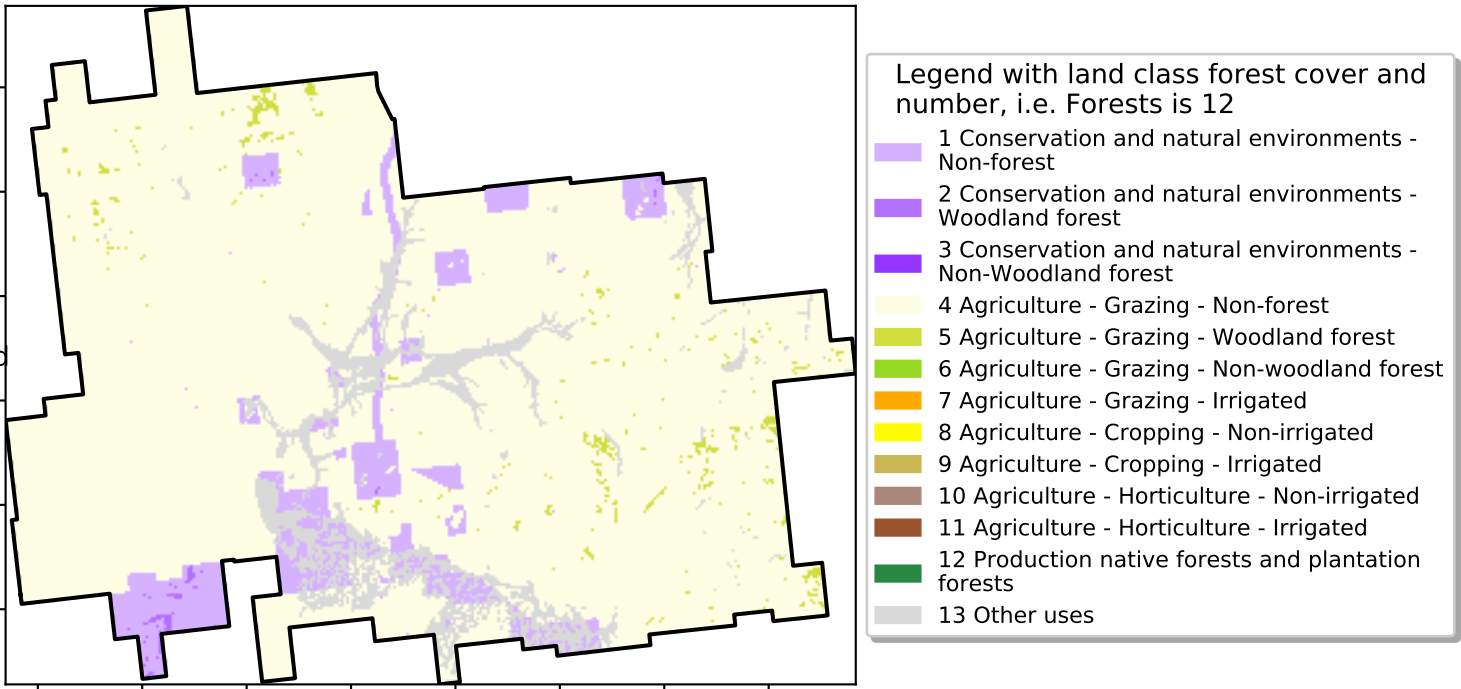 Legend with land class forest cover and
number, i.e. Forests is 12
1 Conservation and natural environments -
Non-forest
2 Conservation and natural environments -
Woodland forest
3 Conservation and natural environments -
Non-Woodland forest
4 Agriculture - Grazing - Non-forest
5 Agriculture - Grazing - Woodland forest
6 Agriculture - Grazing - Non-woodland forest
7 Agriculture - Grazing - Irrigated
8 Agriculture - Cropping - Non-irrigated
9 Agriculture - Cropping - Irrigated
10 Agriculture - Horticulture - Non-irrigated
11 Agriculture - Horticulture - Irrigated
12 Production native forests and plantation
forests
13 Other uses